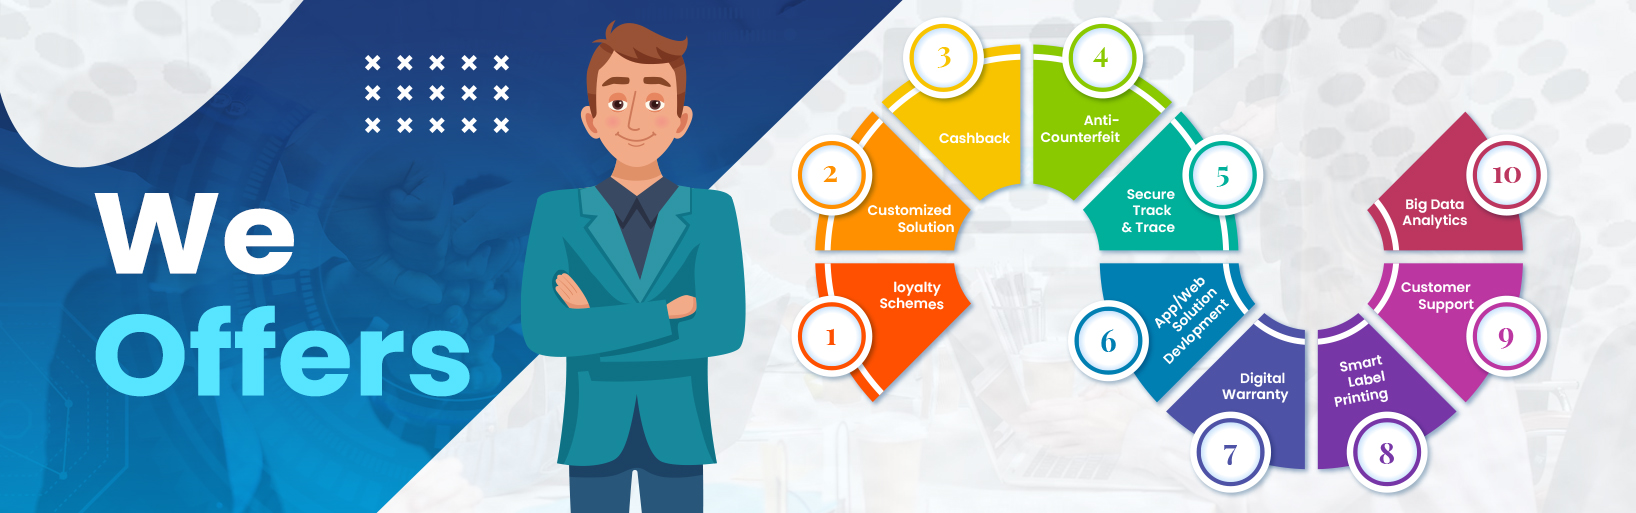 We
Offers
1
loyalty
Schemes
2
Customized
Solution
3
Cashback
4
Anti-
Counterfeit
5
Secure
Track
& Trace
6
App/Web
Solution
Devlopment
7
Digital
Warranty
8
Smart
Label
Printing
9
Customer
Support
10
Big Data
Analytics